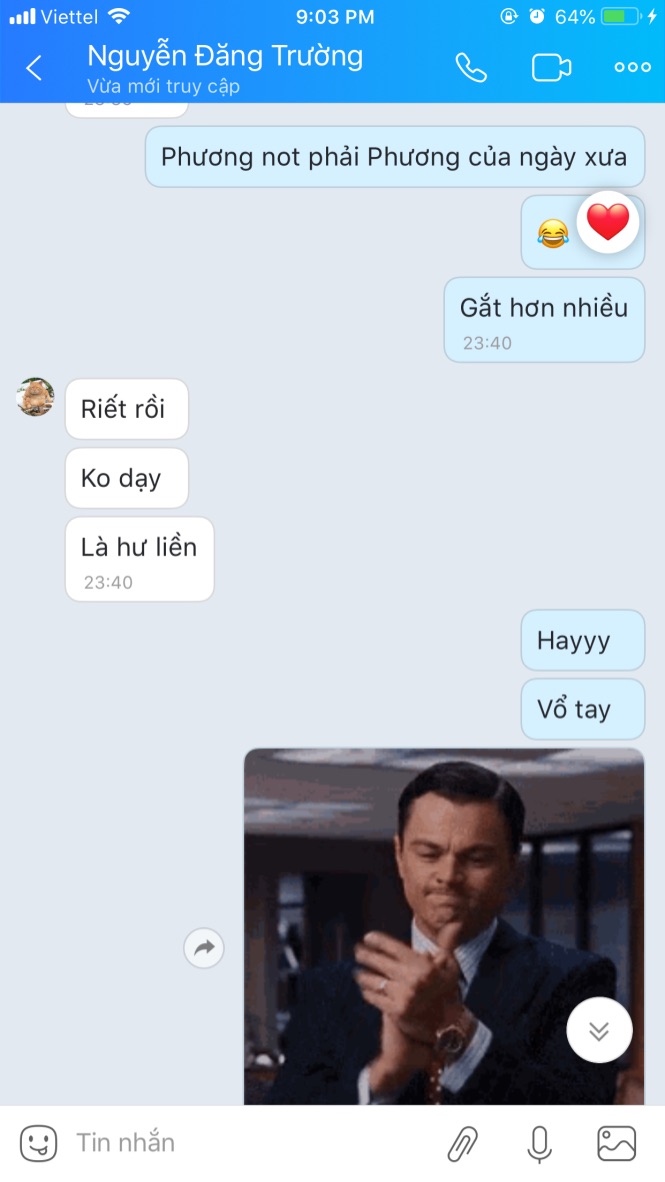 Viettel
9:03 PM
64%
Nguyễn Đăng Trường
Vừa mới truy cập
Phương not phải Phương của ngày xưa
Gắt hơn nhiều
23:40
Riết rồi
Ko dạy
Là hư liền
23:40
Hayyy
Vổ tay
Tin nhắn